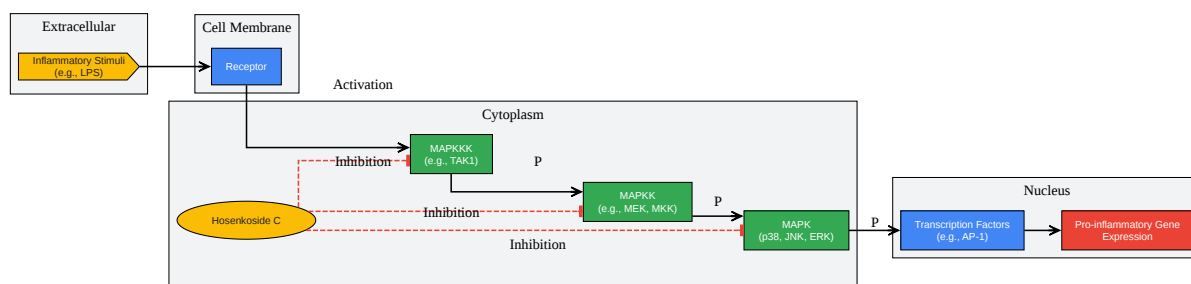 Extracellular
Inflammatory Stimuli
(e.g., LPS)
Cell Membrane
Receptor
Activation
Cytoplasm
MAPKKK
(e.g., TAK1)
Inhibition
P
MAPKK
(e.g., MEK, MKK)
Inhibition
P
Hosenkoside C
MAPK
(p38, JNK, ERK)
Inhibition
P
Nucleus
Transcription Factors
(e.g., AP-1)
Pro-inflammatory Gene
Expression